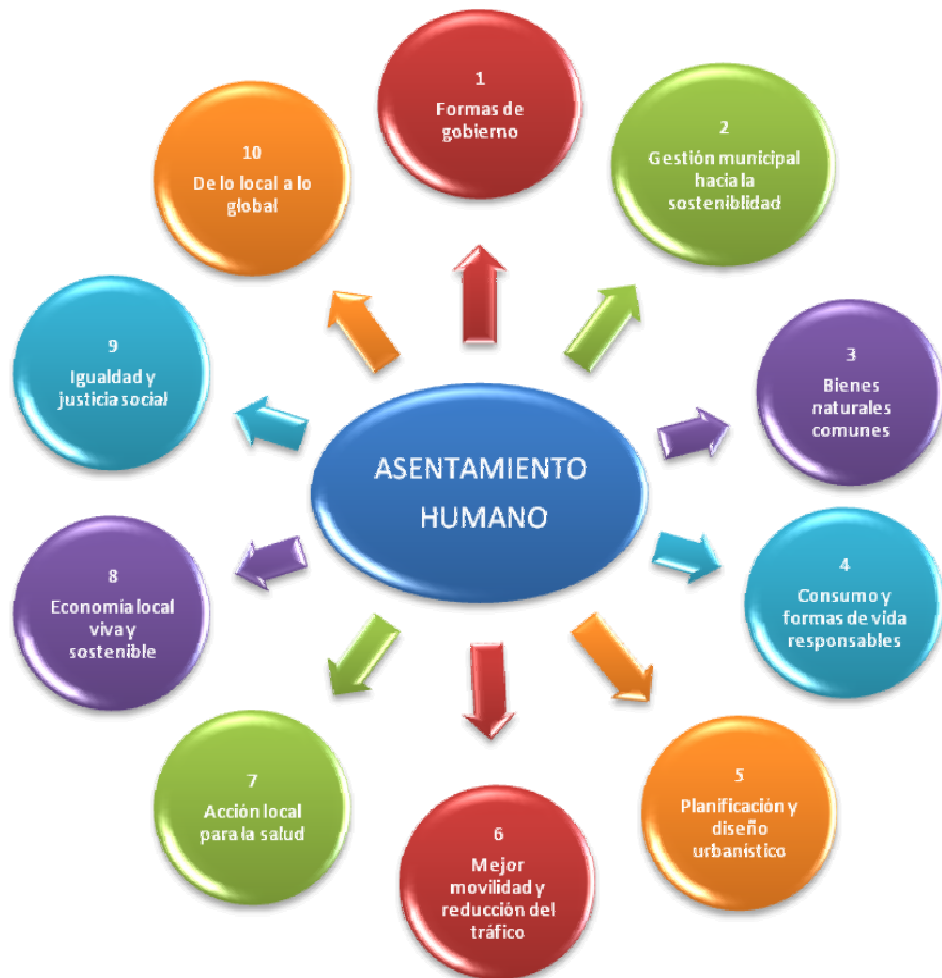 1
Formas de
gobierno
2
Gestión municipal
hacia la
sosteniblidad
3
Bienes
naturales
comunes
4
Consumo y
formas de vida
responsables
5
Planificación y
diseño
urbanístico
6
Mejor
movilidad y
reducción del
tráfico
7
Acción local
para la salud
8
Economía local
viva y
sostenible
9
Igualdad y
justicia social
10
De lo local a lo
global
ASENTAMIENTO
HUMANO